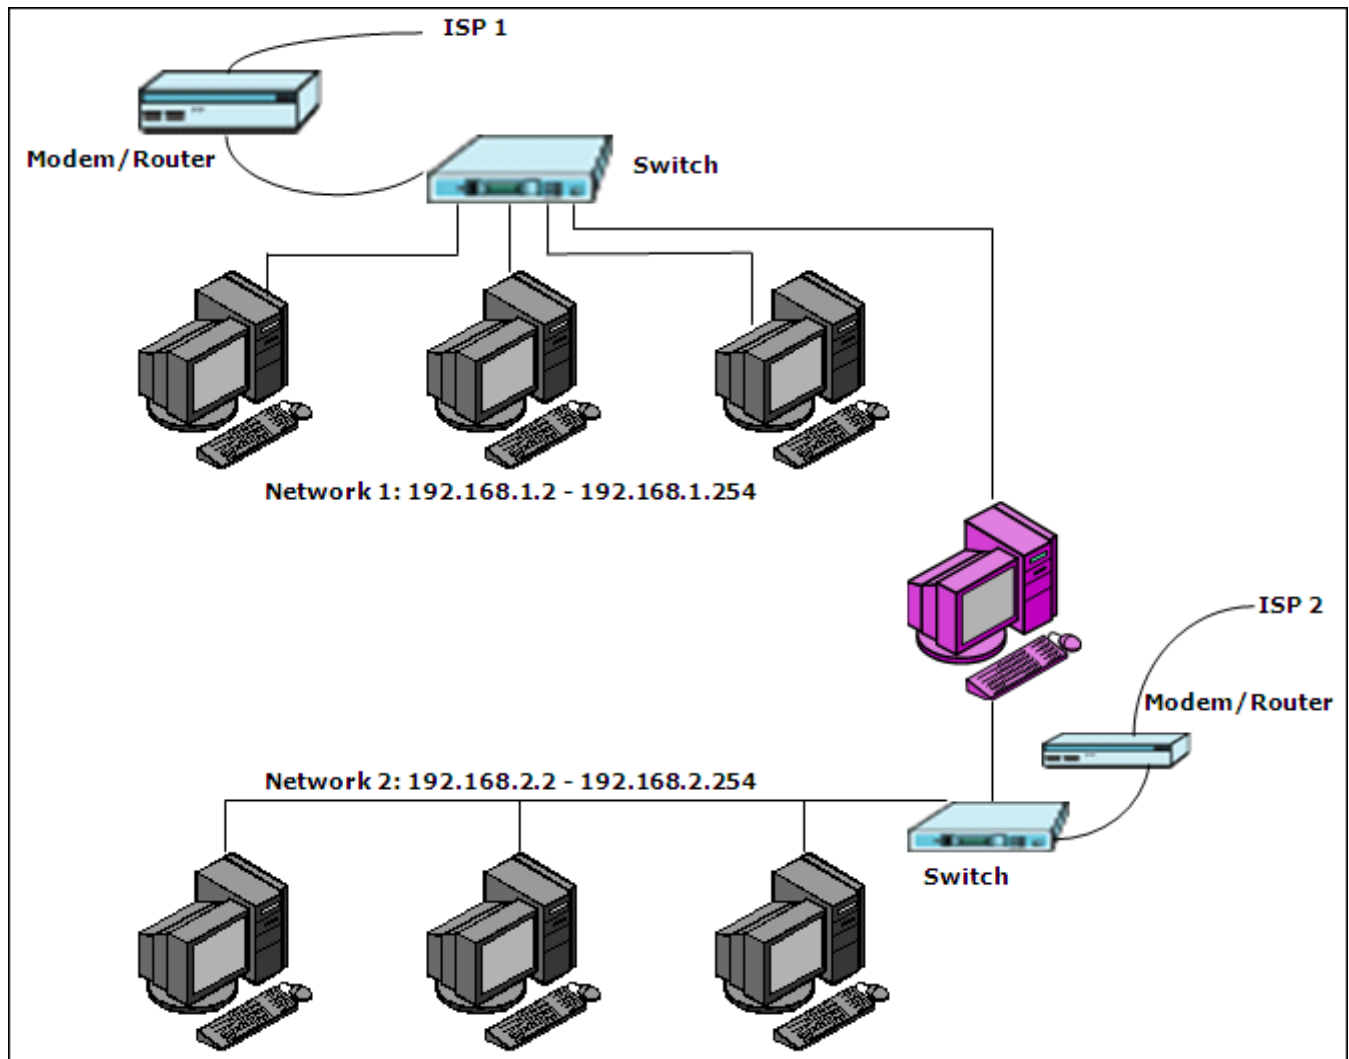 ISP 1
Modem/Router
Switch
Network 1: 192.168.1.2 - 192.168.1.254
ISP 2
Modem/Router
Network 2: 192.168.2.2 - 192.168.2.254
Switch